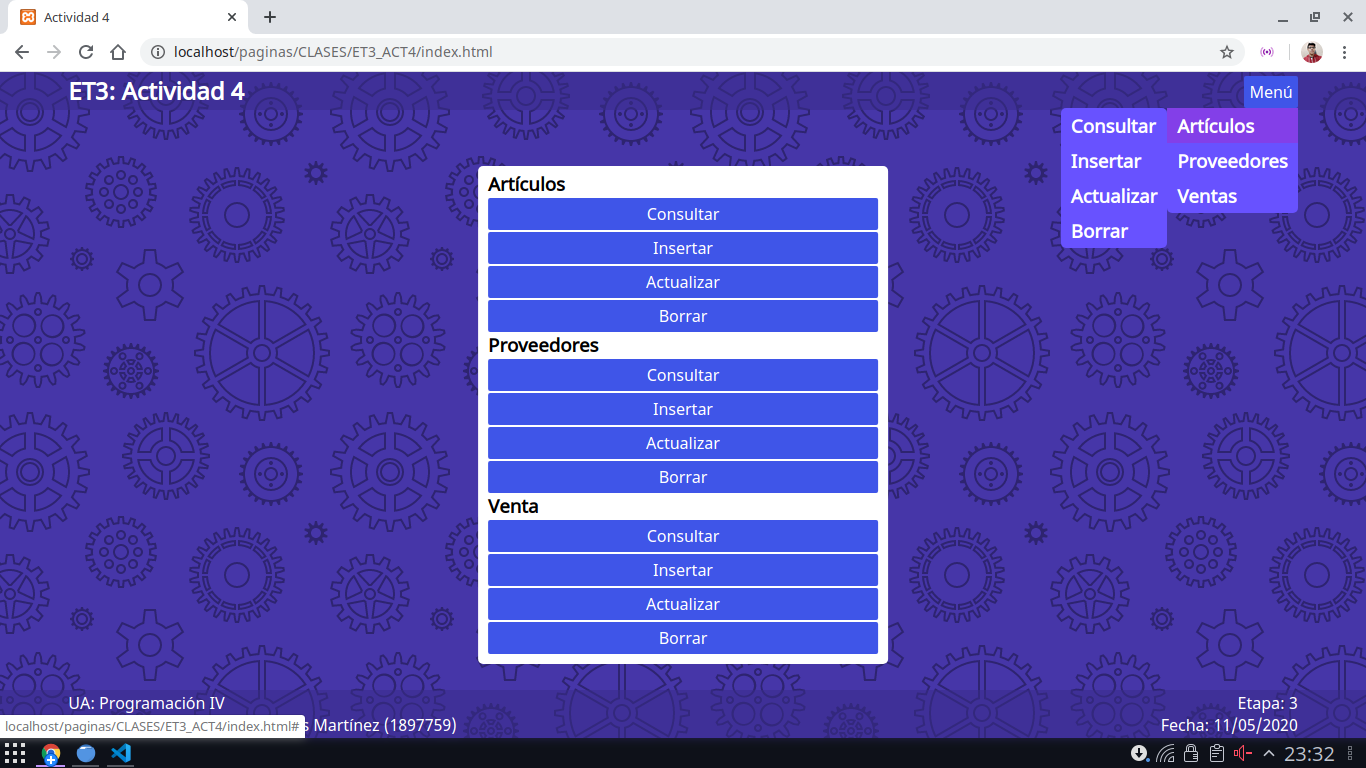 Actividad 4
localhost/paginas/CLASES/ET3_ACT4/index.html
ET3: Actividad 4
Menú
Consultar
Insertar
Actualizar
Borrar
Artículos
Proveedores
Ventas
Artículos
Consultar
Insertar
Actualizar
Borrar
Proveedores
Consultar
Insertar
Actualizar
Borrar
Venta
Consultar
Insertar
Actualizar
Borrar
UA: Programación IV
Martínez (1897759)
Etapa: 3
Fecha: 11/05/2020
localhost/paginas/CLASES/ET3_ACT4/index.html#
23:32